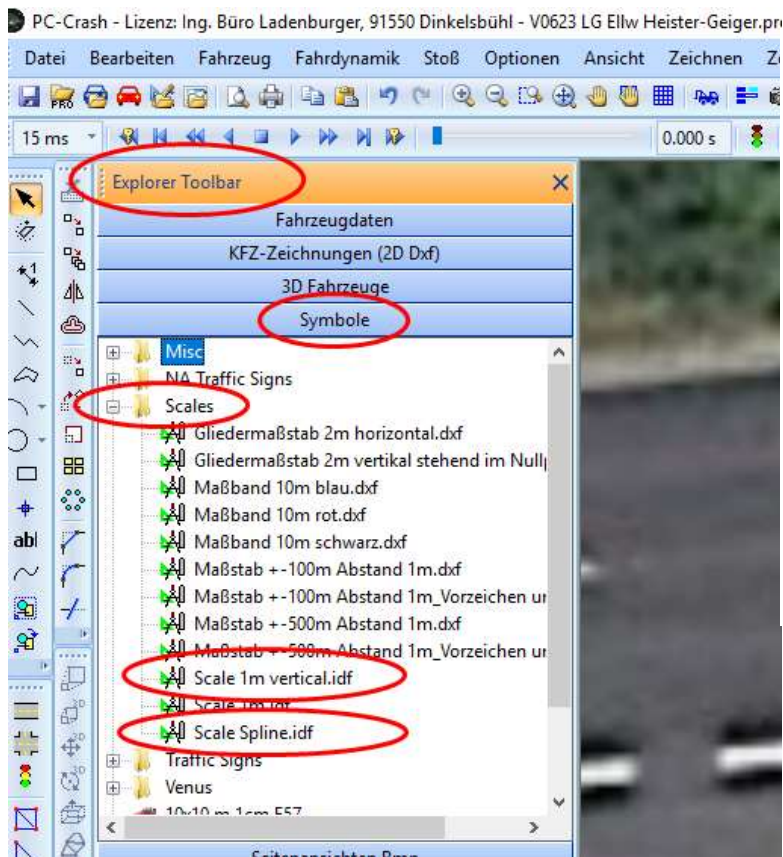 PC-Crash - Lizenz: Ing. Büro Ladenburger, 91550 Dinkelsbühl - V0623 LG Ellw Heister-Geiger.pr
Datei Bearbeiten Fahrzeug Fahrdynamik Stoß Optionen Ansicht Zeichnen
PRO
15 ms 0.000 s
Explorer Toolbar
Fahrzeugdaten
KFZ-Zeichnungen (2D Dxf)
3D Fahrzeuge
Symbole
Misc
NA Traffic Signs
Scales
Gliedermaßstab 2m horizontal.dxf
Gliedermaßstab 2m vertikal stehend im Null
Maßband 10m blau.dxf
Maßband 10m rot.dxf
Maßband 10m schwarz.dxf
Maßstab +-100m Abstand 1m.dxf
Maßstab +-100m Abstand 1m_Vorzeichen
Maßstab +-500m Abstand 1m.dxf
Maßstab +-500m Abstand 1m_Vorzeichen
Scale 1m vertical.idf
Scale 1m.idf
Scale Spline.idf
Traffic Signs
Venus
abl